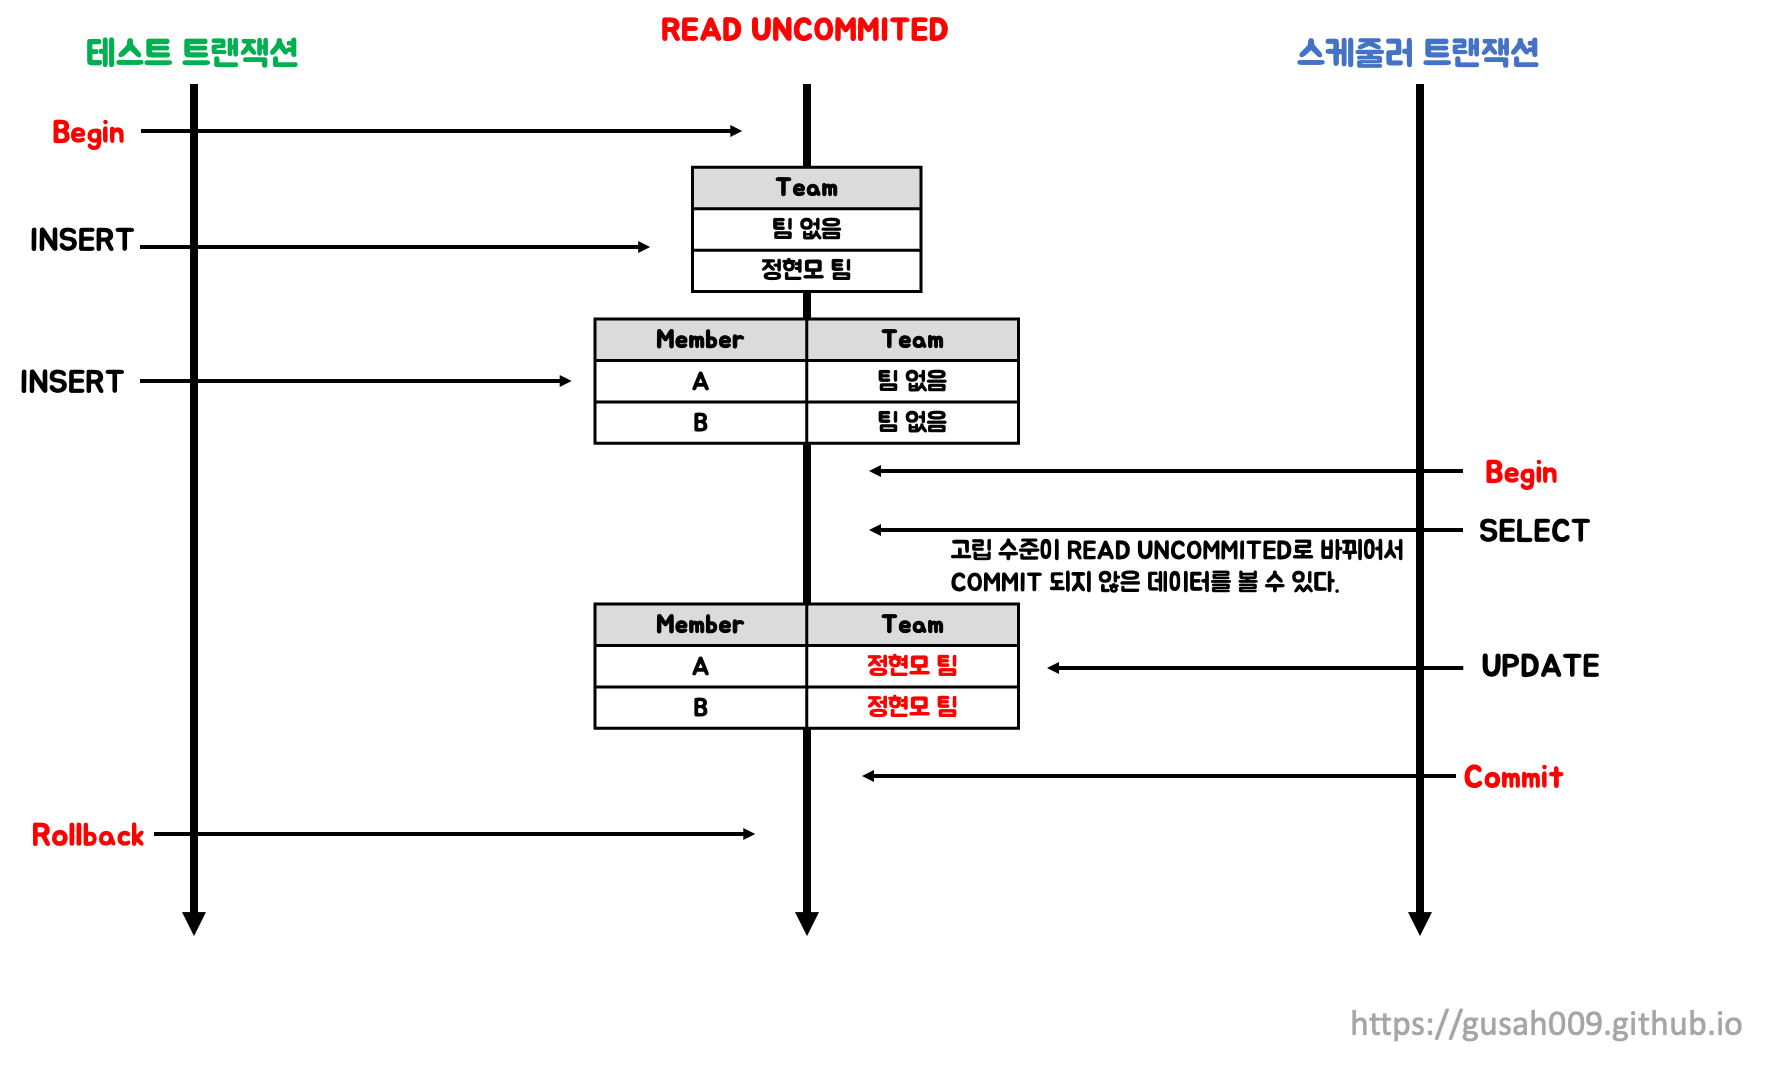 READ UNCOMMITED
테스트 트랜잭션
스케줄러 트랜잭션
Begin
Team
팀 없음
정현모 팀
INSERT
Member Team
A 팀 없음
B 팀 없음
INSERT
Begin
SELECT
고립 수준이 READ UNCOMMITED로 바뀌어서
COMMIT 되지 않은 데이터를 볼 수 있다.
Member Team
A 정현모 팀
B 정현모 팀
UPDATE
Commit
Rollback
https://gusah009.github.io